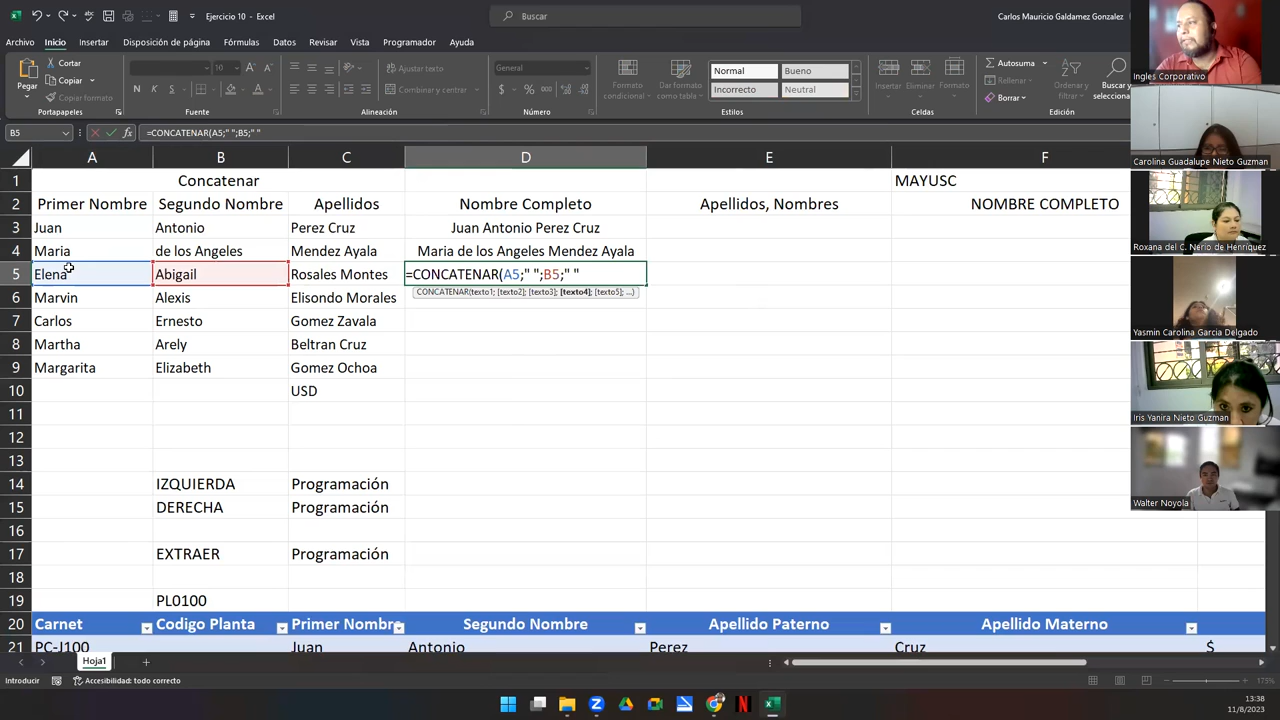 Ejercicio 10 - Excel
Buscar
Carlos Mauricio Galdamez Gonzalez
Archivo Inicio Insertar Disposición de página Fórmulas Datos Revisar Vista Programador Ayuda
Pegar
Cortar
Copiar
Copiar formato
Portapapeles
10
Fuente
Ajustar texto
Combinar y centrar
Alineación
General
Número
Formato condicional
Dar formato como tabla
Normal Bueno
Incorrecto Neutral
Estilos
Insertar Eliminar Formato
Celdas
Autosuma
Rellenar
Borrar
Buscar y seleccionar
B5
=CONCATENAR(A5;" ";B5;" "
A B C D E F
1 Concatenar MAYUSC
2 Primer Nombre Segundo Nombre Apellidos Nombre Completo Apellidos, Nombres NOMBRE COMPLETO
3 Juan Antonio Perez Cruz Juan Antonio Perez Cruz
4 Maria de los Angeles Mendez Ayala Maria de los Angeles Mendez Ayala
5 Elena Abigail Rosales Montes =CONCATENAR(A5;" ";B5;" "
CONCATENAR(texto1; [texto2]; [texto3]; [texto4]; [texto5]; ...)
6 Marvin Alexis Elisondo Morales
7 Carlos Ernesto Gomez Zavala
8 Martha Arely Beltran Cruz
9 Margarita Elizabeth Gomez Ochoa
10 USD
11
12
13
14 IZQUIERDA Programación
15 DERECHA Programación
16
17 EXTRAER Programación
18
19 PL0100
20 Carnet Codigo Planta Primer Nombre Segundo Nombre Apellido Paterno Apellido Materno
21 PC-J100 Juan Antonio Perez Cruz $
Hoja1
Introducir Accesibilidad: todo correcto 175%
13:38
11/8/2023
Ingles Corporativo
Carolina Guadalupe Nieto Guzman
Roxana del C. Nerio de Henriquez
Yasmin Carolina Garcia Delgado
Iris Yanira Nieto Guzman
Walter Noyola